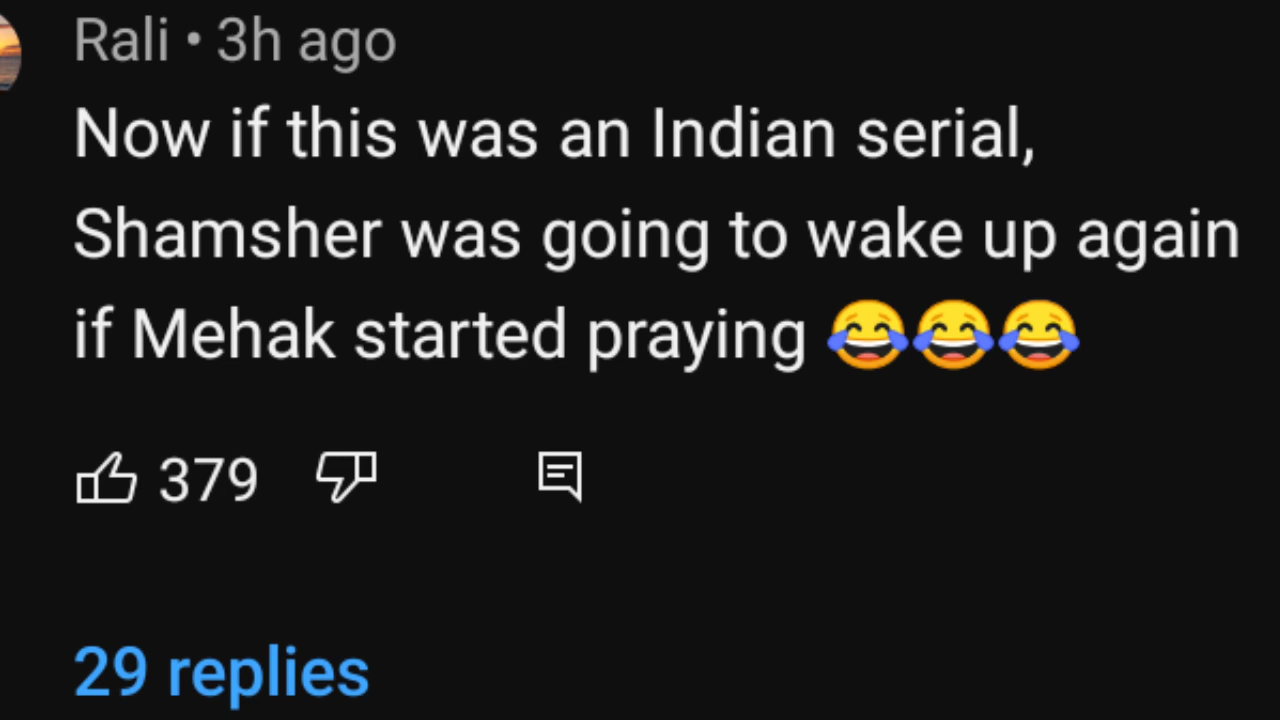 Rali • 3h ago
Now if this was an Indian serial,
Shamsher was going to wake up again
if Mehak started praying 😂😂😂
379
29 replies